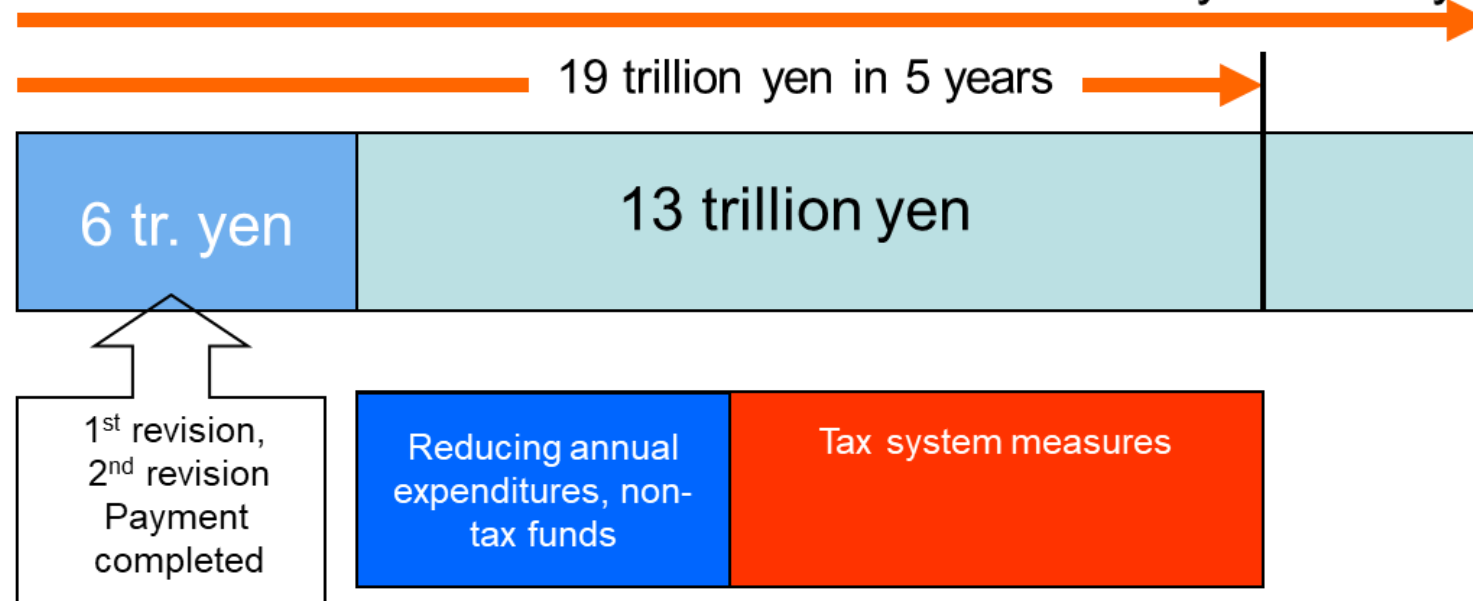 19 trillion yen in 5 years
6 tr. yen
13 trillion yen
1st revision,
2nd revision
Payment
completed
Reducing annual
expenditures, non-
tax funds
Tax system measures